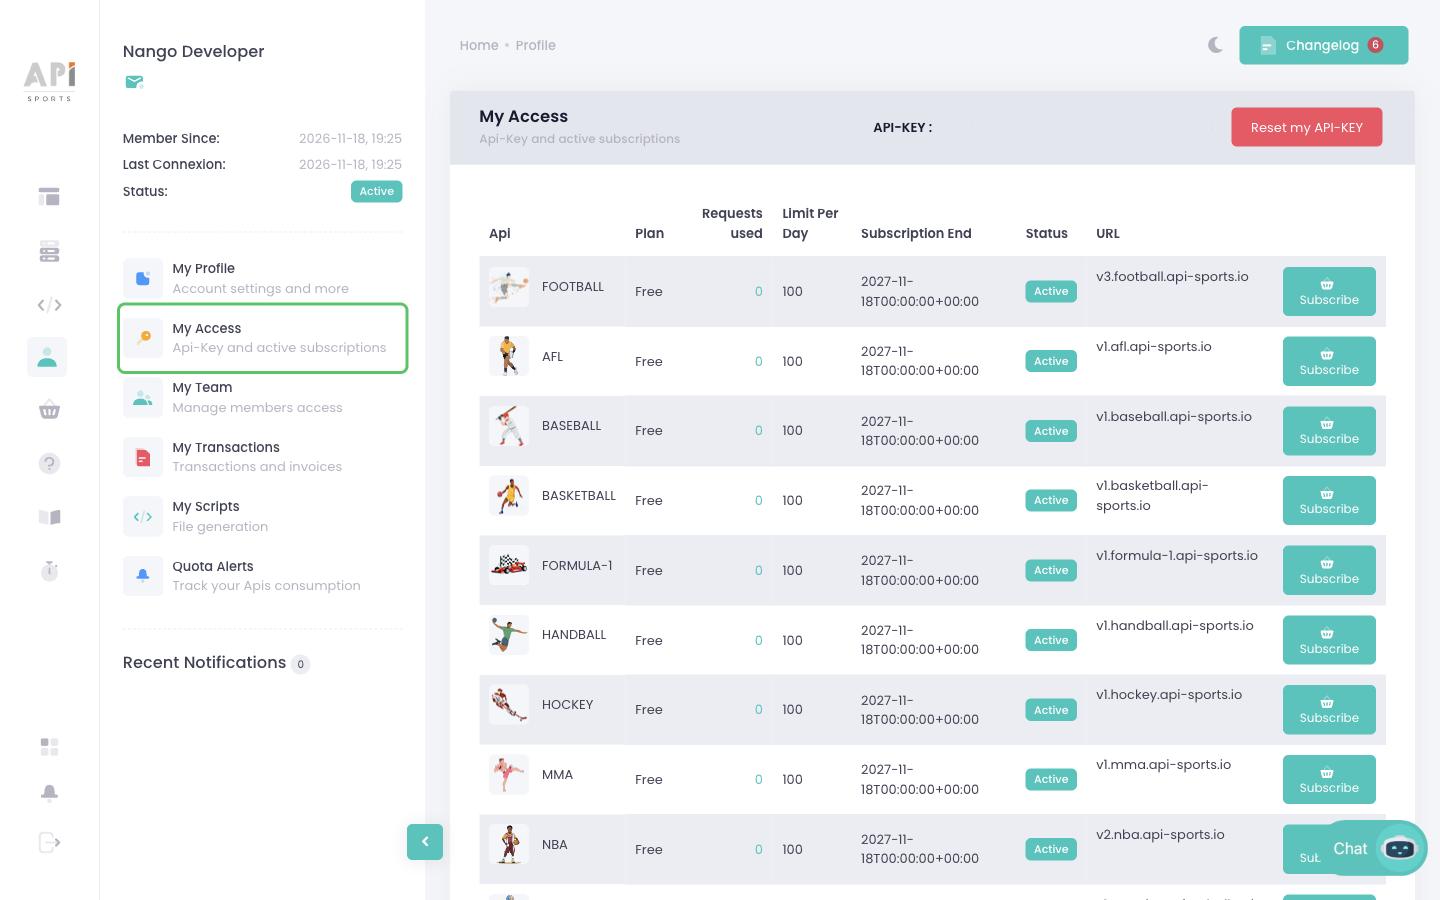 API
SPORTS
Nango Developer
Member Since: 2026-11-18, 19:25
Last Connexion: 2026-11-18, 19:25
Status: Active
My Profile
Account settings and more
My Access
Api-Key and active subscriptions
My Team
Manage members access
My Transactions
Transactions and invoices
My Scripts
File generation
Quota Alerts
Track your Apis consumption
Recent Notifications 0
Home • Profile
Changelog 6
My Access
Api-Key and active subscriptions
API-KEY :
Reset my API-KEY
Api Plan Requests used Limit Per Day Subscription End Status URL
FOOTBALL Free 0 100 2027-11-18T00:00:00+00:00 Active v3.football.api-sports.io Subscribe
AFL Free 0 100 2027-11-18T00:00:00+00:00 Active v1.afl.api-sports.io Subscribe
BASEBALL Free 0 100 2027-11-18T00:00:00+00:00 Active v1.baseball.api-sports.io Subscribe
BASKETBALL Free 0 100 2027-11-18T00:00:00+00:00 Active v1.basketball.api-sports.io Subscribe
FORMULA-1 Free 0 100 2027-11-18T00:00:00+00:00 Active v1.formula-1.api-sports.io Subscribe
HANDBALL Free 0 100 2027-11-18T00:00:00+00:00 Active v1.handball.api-sports.io Subscribe
HOCKEY Free 0 100 2027-11-18T00:00:00+00:00 Active v1.hockey.api-sports.io Subscribe
MMA Free 0 100 2027-11-18T00:00:00+00:00 Active v1.mma.api-sports.io Subscribe
NBA Free 0 100 2027-11-18T00:00:00+00:00 Active v2.nba.api-sports.io
Chat